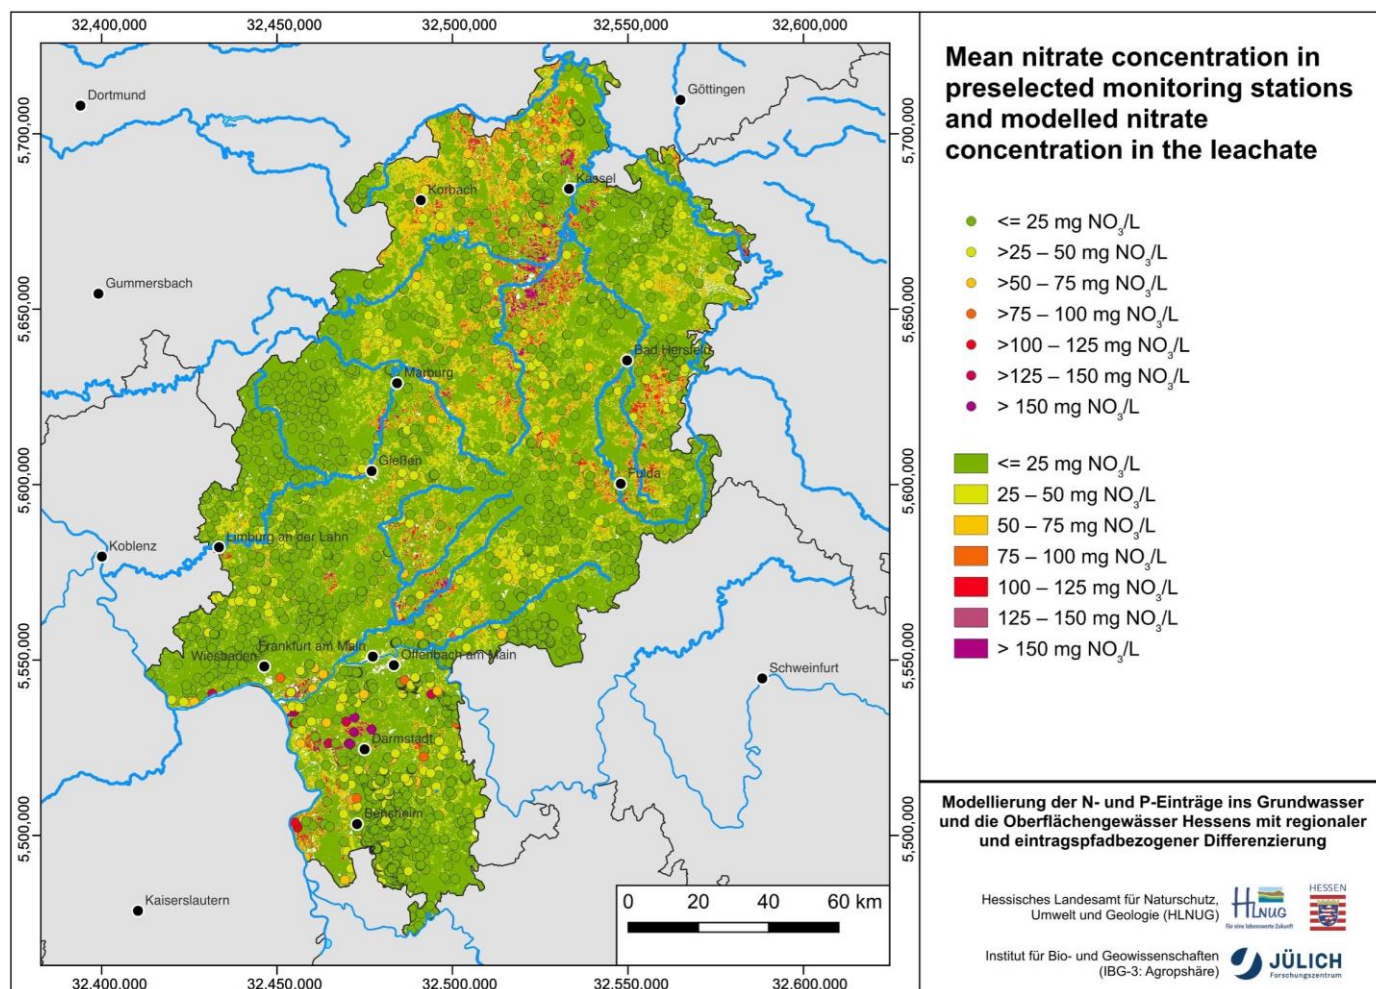 32,400,000
32,450,000
32,500,000
32,550,000
32,600,000
5,700,000
5,650,000
5,600,000
5,550,000
5,500,000
5,700,000
5,650,000
5,600,000
5,550,000
5,500,000
Dortmund
Göttingen
Kassel
Korbach
Gummersbach
Bad Hersfeld
Marburg
Gießen
Fulda
Limburg an der Lahn
Koblenz
Frankfurt am Main
Wiesbaden
Offenbach am Main
Schweinfurt
Darmstadt
Bensheim
Kaiserslautern
0 20 40 60 km
32,400,000
32,450,000
32,500,000
32,550,000
32,600,000
Mean nitrate concentration in
preselected monitoring stations
and modelled nitrate
concentration in the leachate
<= 25 mg NO₃/L
>25 – 50 mg NO₃/L
>50 – 75 mg NO₃/L
>75 – 100 mg NO₃/L
>100 – 125 mg NO₃/L
>125 – 150 mg NO₃/L
> 150 mg NO₃/L
<= 25 mg NO₃/L
25 – 50 mg NO₃/L
50 – 75 mg NO₃/L
75 – 100 mg NO₃/L
100 – 125 mg NO₃/L
125 – 150 mg NO₃/L
> 150 mg NO₃/L
Modellierung der N- und P-Einträge ins Grundwasser
und die Oberflächengewässer Hessens mit regionaler
und eintragspfadbezogener Differenzierung
Hessisches Landesamt für Naturschutz,
Umwelt und Geologie (HLNUG)
HLNUG
Für eine lebenswerte Zukunft
HESSEN
Institut für Bio- und Geowissenschaften
(IBG-3: Agropshäre)
JÜLICH
Forschungszentrum